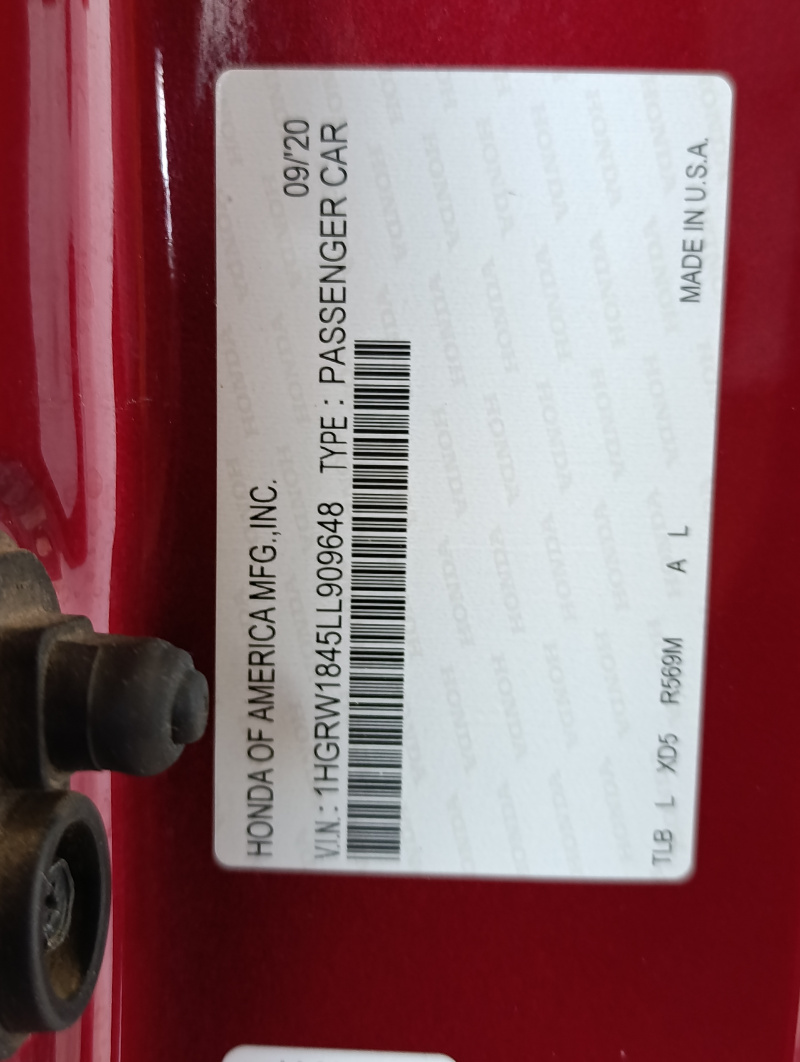 HONDA OF AMERICA MFG.,INC. 09/'20
V.I.N.: 1HGRW1845LL909648 TYPE : PASSENGER CAR
TLB L XD5 R569M A L MADE IN U.S.A.